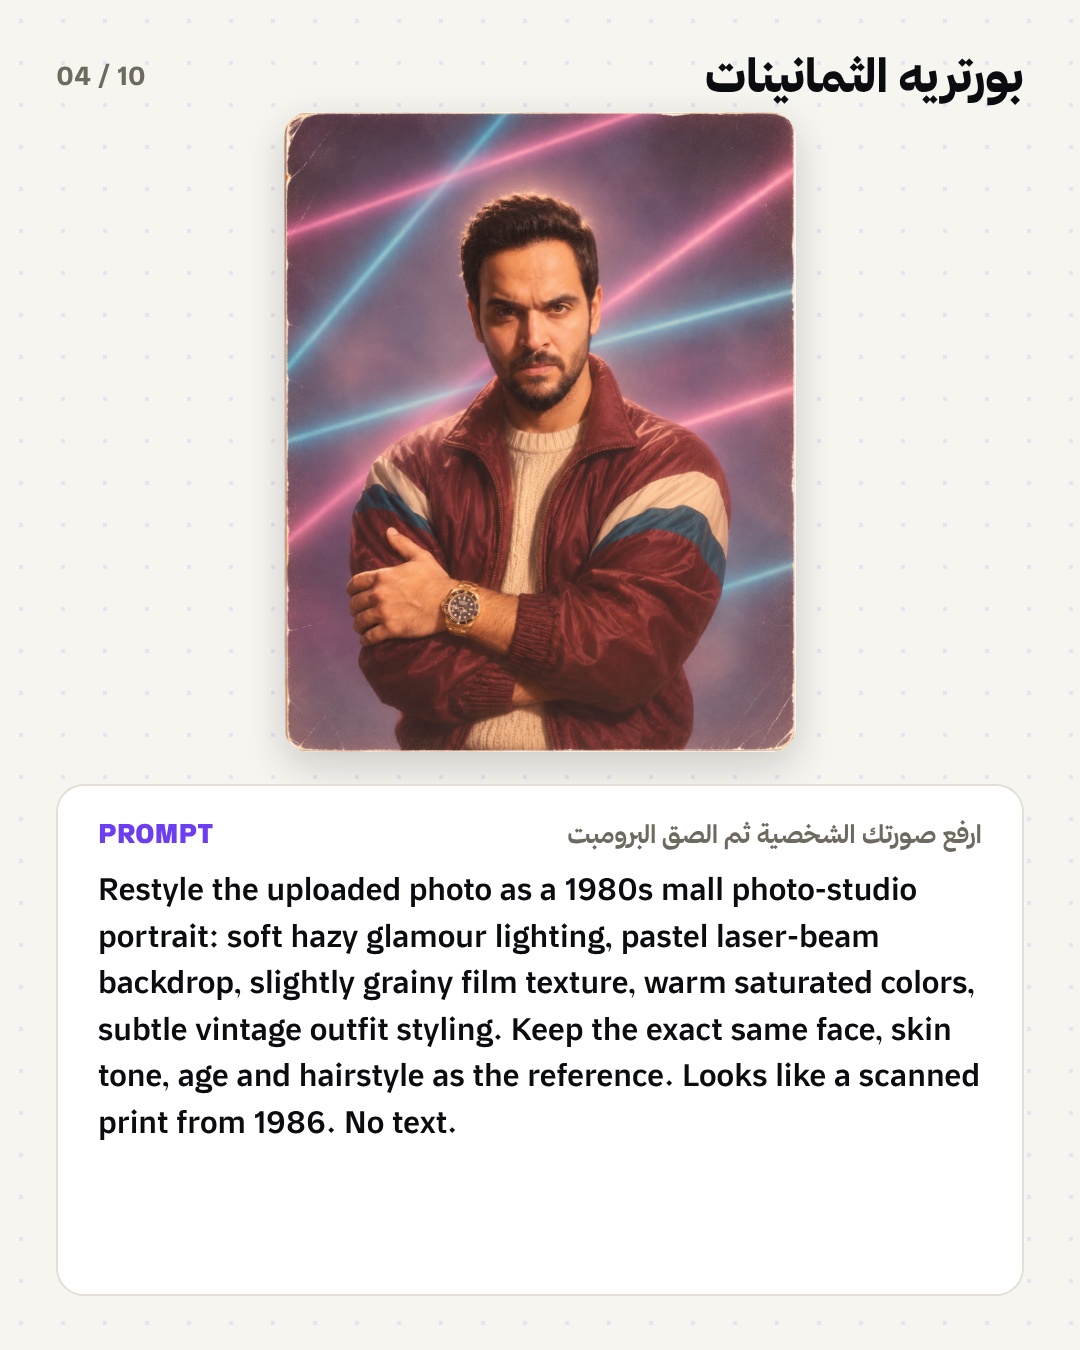 بورتريه الثمانينات
04 / 10
PROMPT
ارفع صورتك الشخصية ثم الصق البرومبت
Restyle the uploaded photo as a 1980s mall photo-studio
portrait: soft hazy glamour lighting, pastel laser-beam
backdrop, slightly grainy film texture, warm saturated colors,
subtle vintage outfit styling. Keep the exact same face, skin
tone, age and hairstyle as the reference. Looks like a scanned
print from 1986. No text.